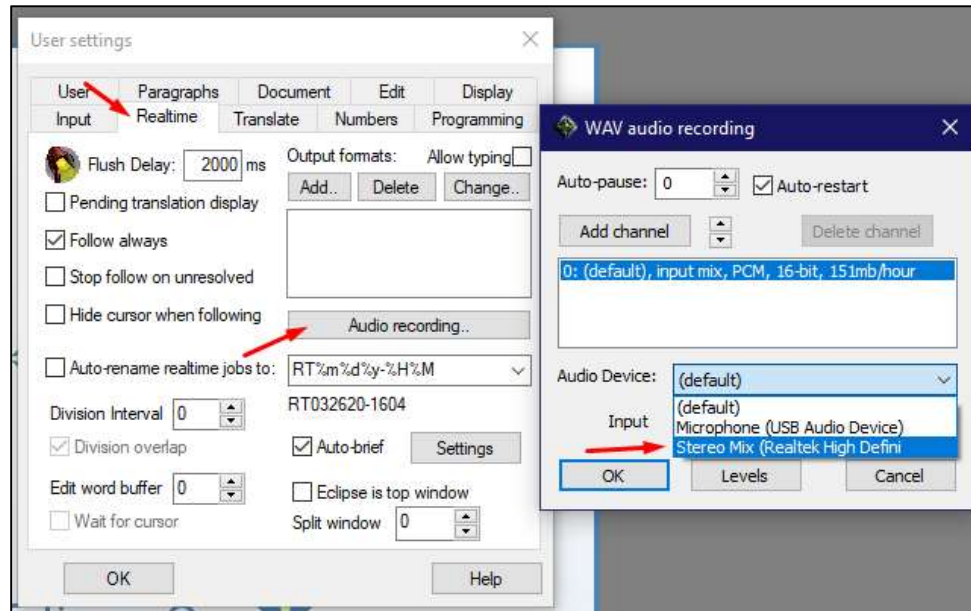 User settings
User Paragraphs Document Edit Display
Input Realtime Translate Numbers Programming
Flush Delay: 2000 ms
Output formats: Allow typing
Add.. Delete Change..
Pending translation display
Follow always
Stop follow on unresolved
Hide cursor when following
Audio recording..
Auto-rename realtime jobs to: RT%m%d%y-%H%M
RT032620-1604
Division Interval 0
Division overlap
Auto-brief Settings
Edit word buffer 0
Eclipse is top window
Wait for cursor
Split window 0
OK Help
WAV audio recording
Auto-pause: 0 Auto-restart
Add channel Delete channel
0: (default), input mix, PCM, 16-bit, 151mb/hour
Audio Device: (default)
(default)
Input Microphone (USB Audio Device)
Stereo Mix (Realtek High Defini
OK Levels Cancel